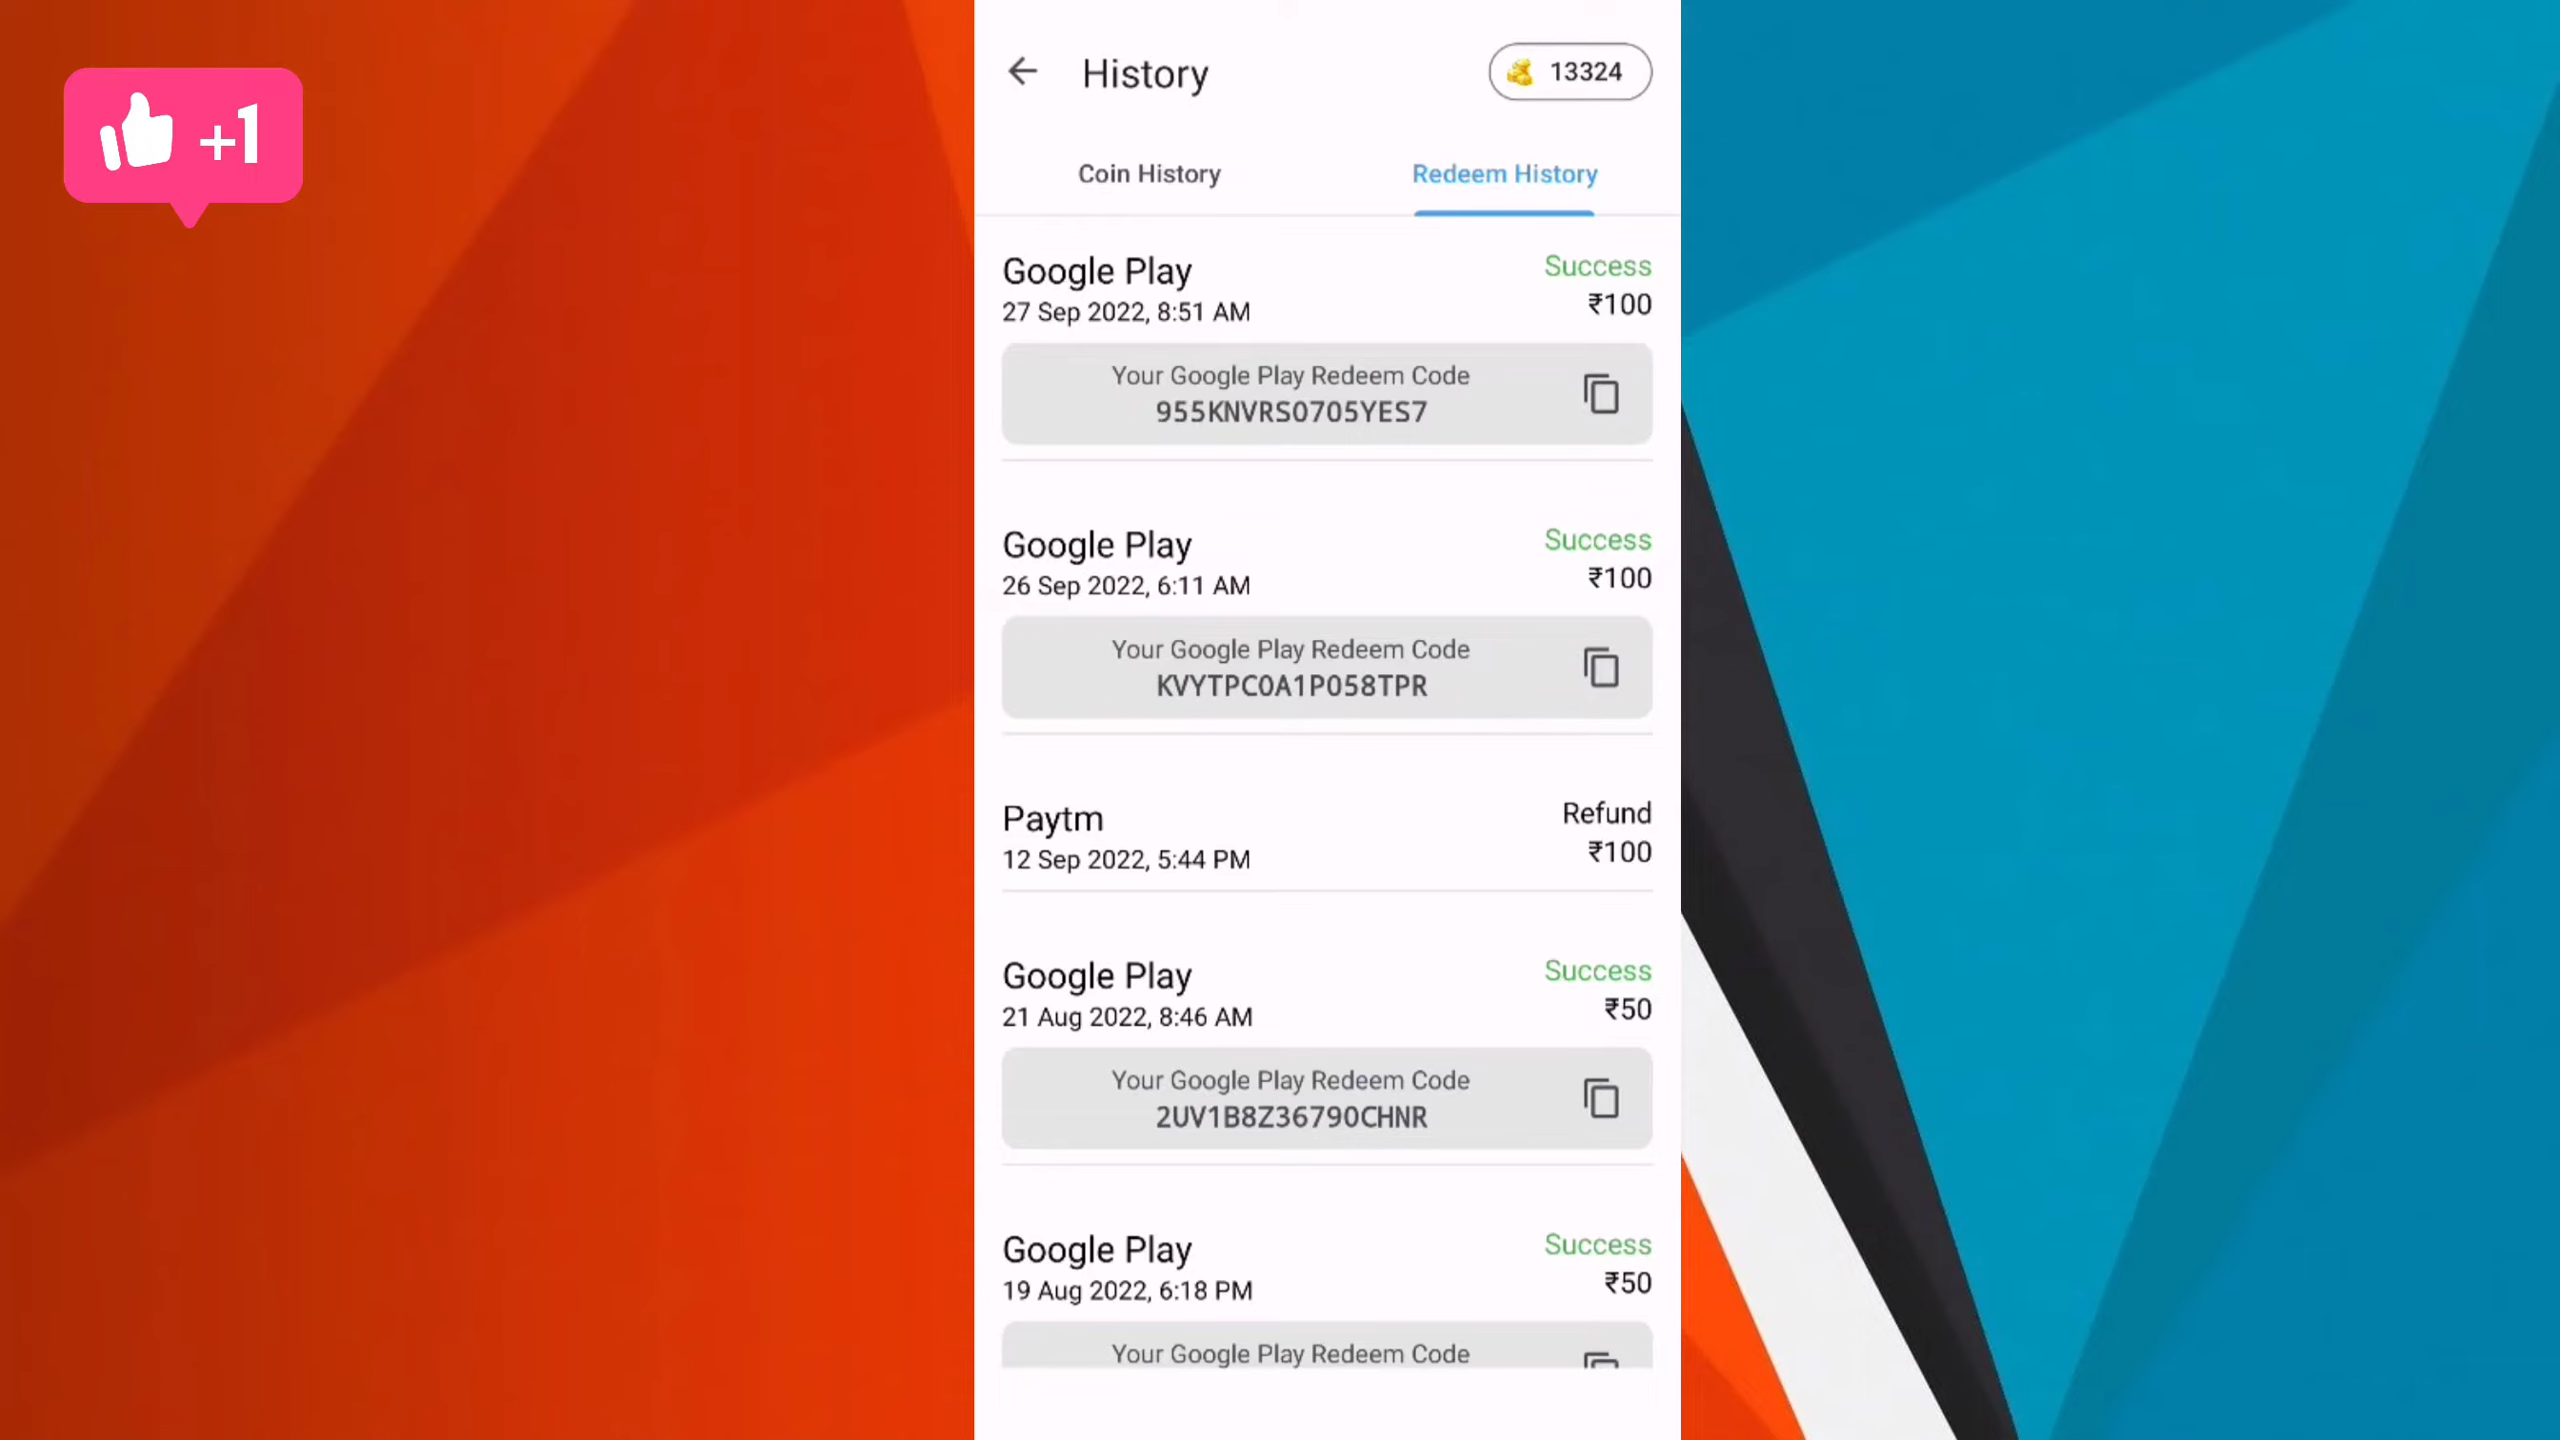 +1
History
13324
Coin History
Redeem History
Google Play
Success
27 Sep 2022, 8:51 AM
₹100
Your Google Play Redeem Code
955KNVRS0705YES7
Google Play
Success
26 Sep 2022, 6:11 AM
₹100
Your Google Play Redeem Code
KVYTPC0A1P058TPR
Paytm
Refund
12 Sep 2022, 5:44 PM
₹100
Google Play
Success
21 Aug 2022, 8:46 AM
₹50
Your Google Play Redeem Code
2UV1B8Z36790CHNR
Google Play
Success
19 Aug 2022, 6:18 PM
₹50
Your Google Play Redeem Code